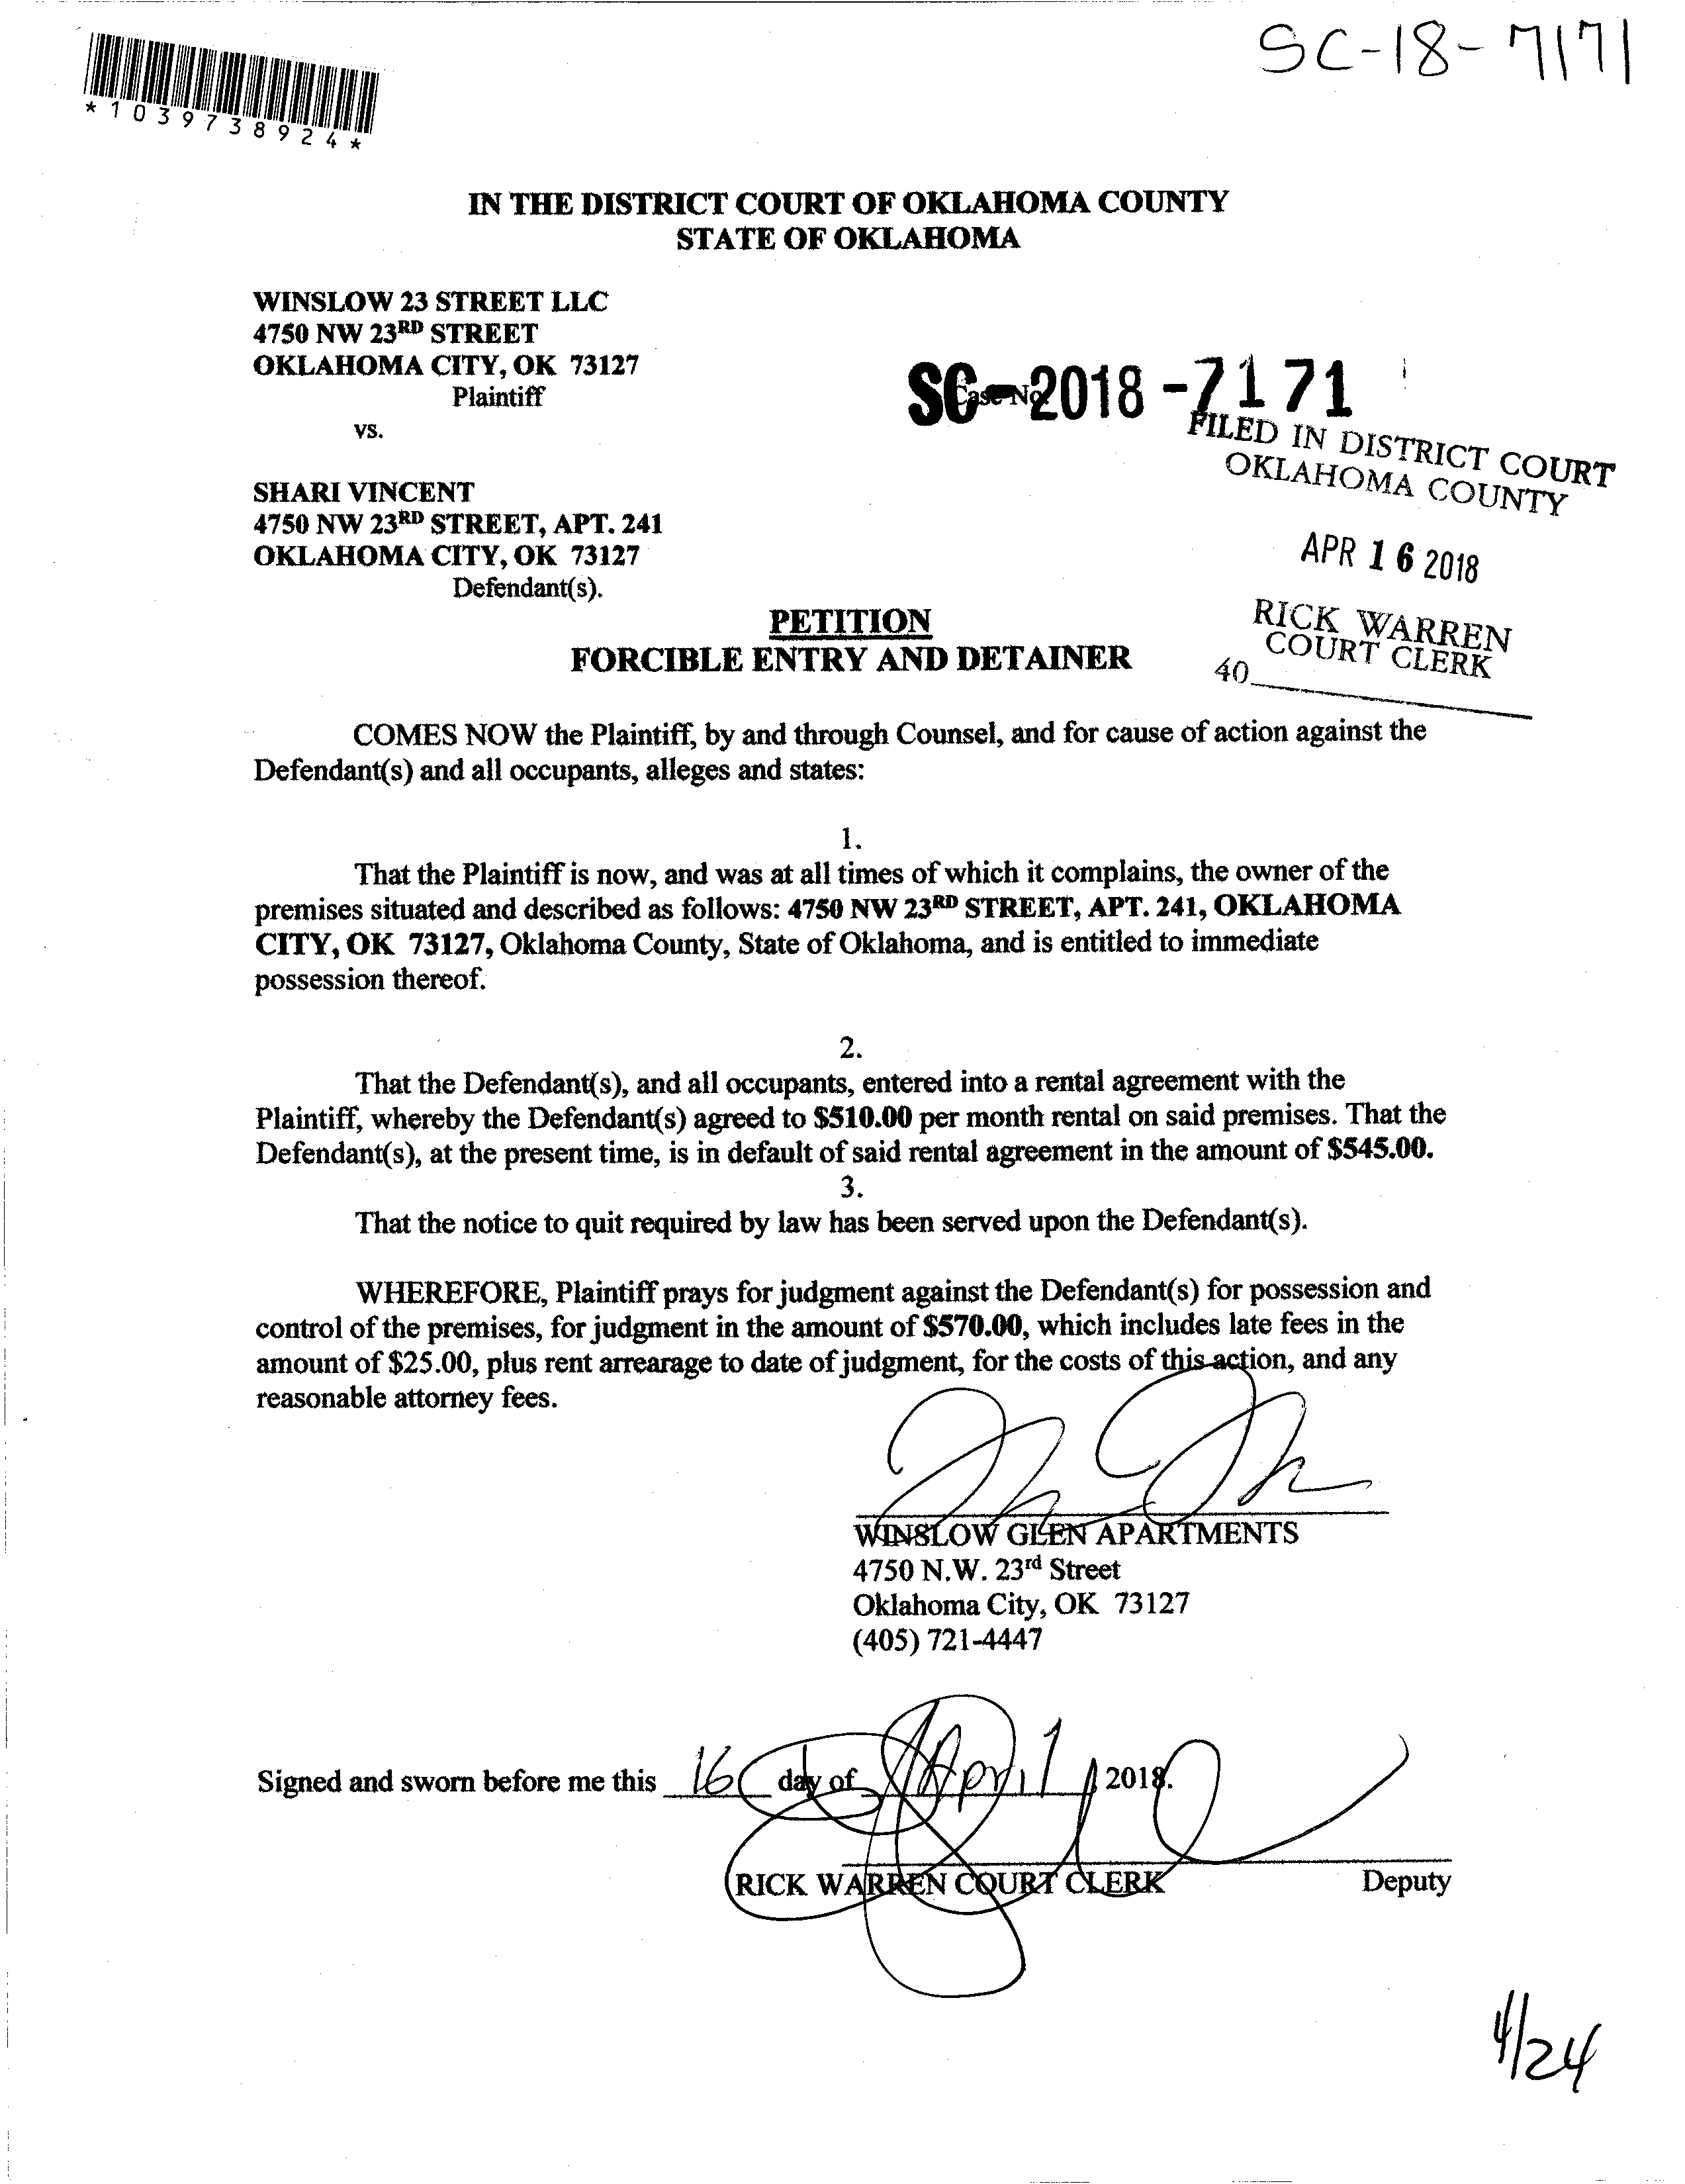 SC-18-7171
*1039738924*
IN THE DISTRICT COURT OF OKLAHOMA COUNTY
STATE OF OKLAHOMA
WINSLOW 23 STREET LLC
4750 NW 23RD STREET
OKLAHOMA CITY, OK 73127
Plaintiff
vs.
Case No.
SC-2018-7171
FILED IN DISTRICT COURT
OKLAHOMA COUNTY
SHARI VINCENT
4750 NW 23RD STREET, APT. 241
OKLAHOMA CITY, OK 73127
Defendant(s).
APR 16 2018
RICK WARREN
COURT CLERK
40
PETITION
FORCIBLE ENTRY AND DETAINER
COMES NOW the Plaintiff, by and through Counsel, and for cause of action against the
Defendant(s) and all occupants, alleges and states:
1.
That the Plaintiff is now, and was at all times of which it complains, the owner of the
premises situated and described as follows: 4750 NW 23RD STREET, APT. 241, OKLAHOMA
CITY, OK 73127, Oklahoma County, State of Oklahoma, and is entitled to immediate
possession thereof.
2.
That the Defendant(s), and all occupants, entered into a rental agreement with the
Plaintiff, whereby the Defendant(s) agreed to $510.00 per month rental on said premises. That the
Defendant(s), at the present time, is in default of said rental agreement in the amount of $545.00.
3.
That the notice to quit required by law has been served upon the Defendant(s).
WHEREFORE, Plaintiff prays for judgment against the Defendant(s) for possession and
control of the premises, for judgment in the amount of $570.00, which includes late fees in the
amount of $25.00, plus rent arrearage to date of judgment, for the costs of this action, and any
reasonable attorney fees.
WINSLOW GLEN APARTMENTS
4750 N.W. 23rd Street
Oklahoma City, OK 73127
(405) 721-4447
Signed and sworn before me this 16 day of April, 2018.
RICK WARREN COURT CLERK Deputy
4/24